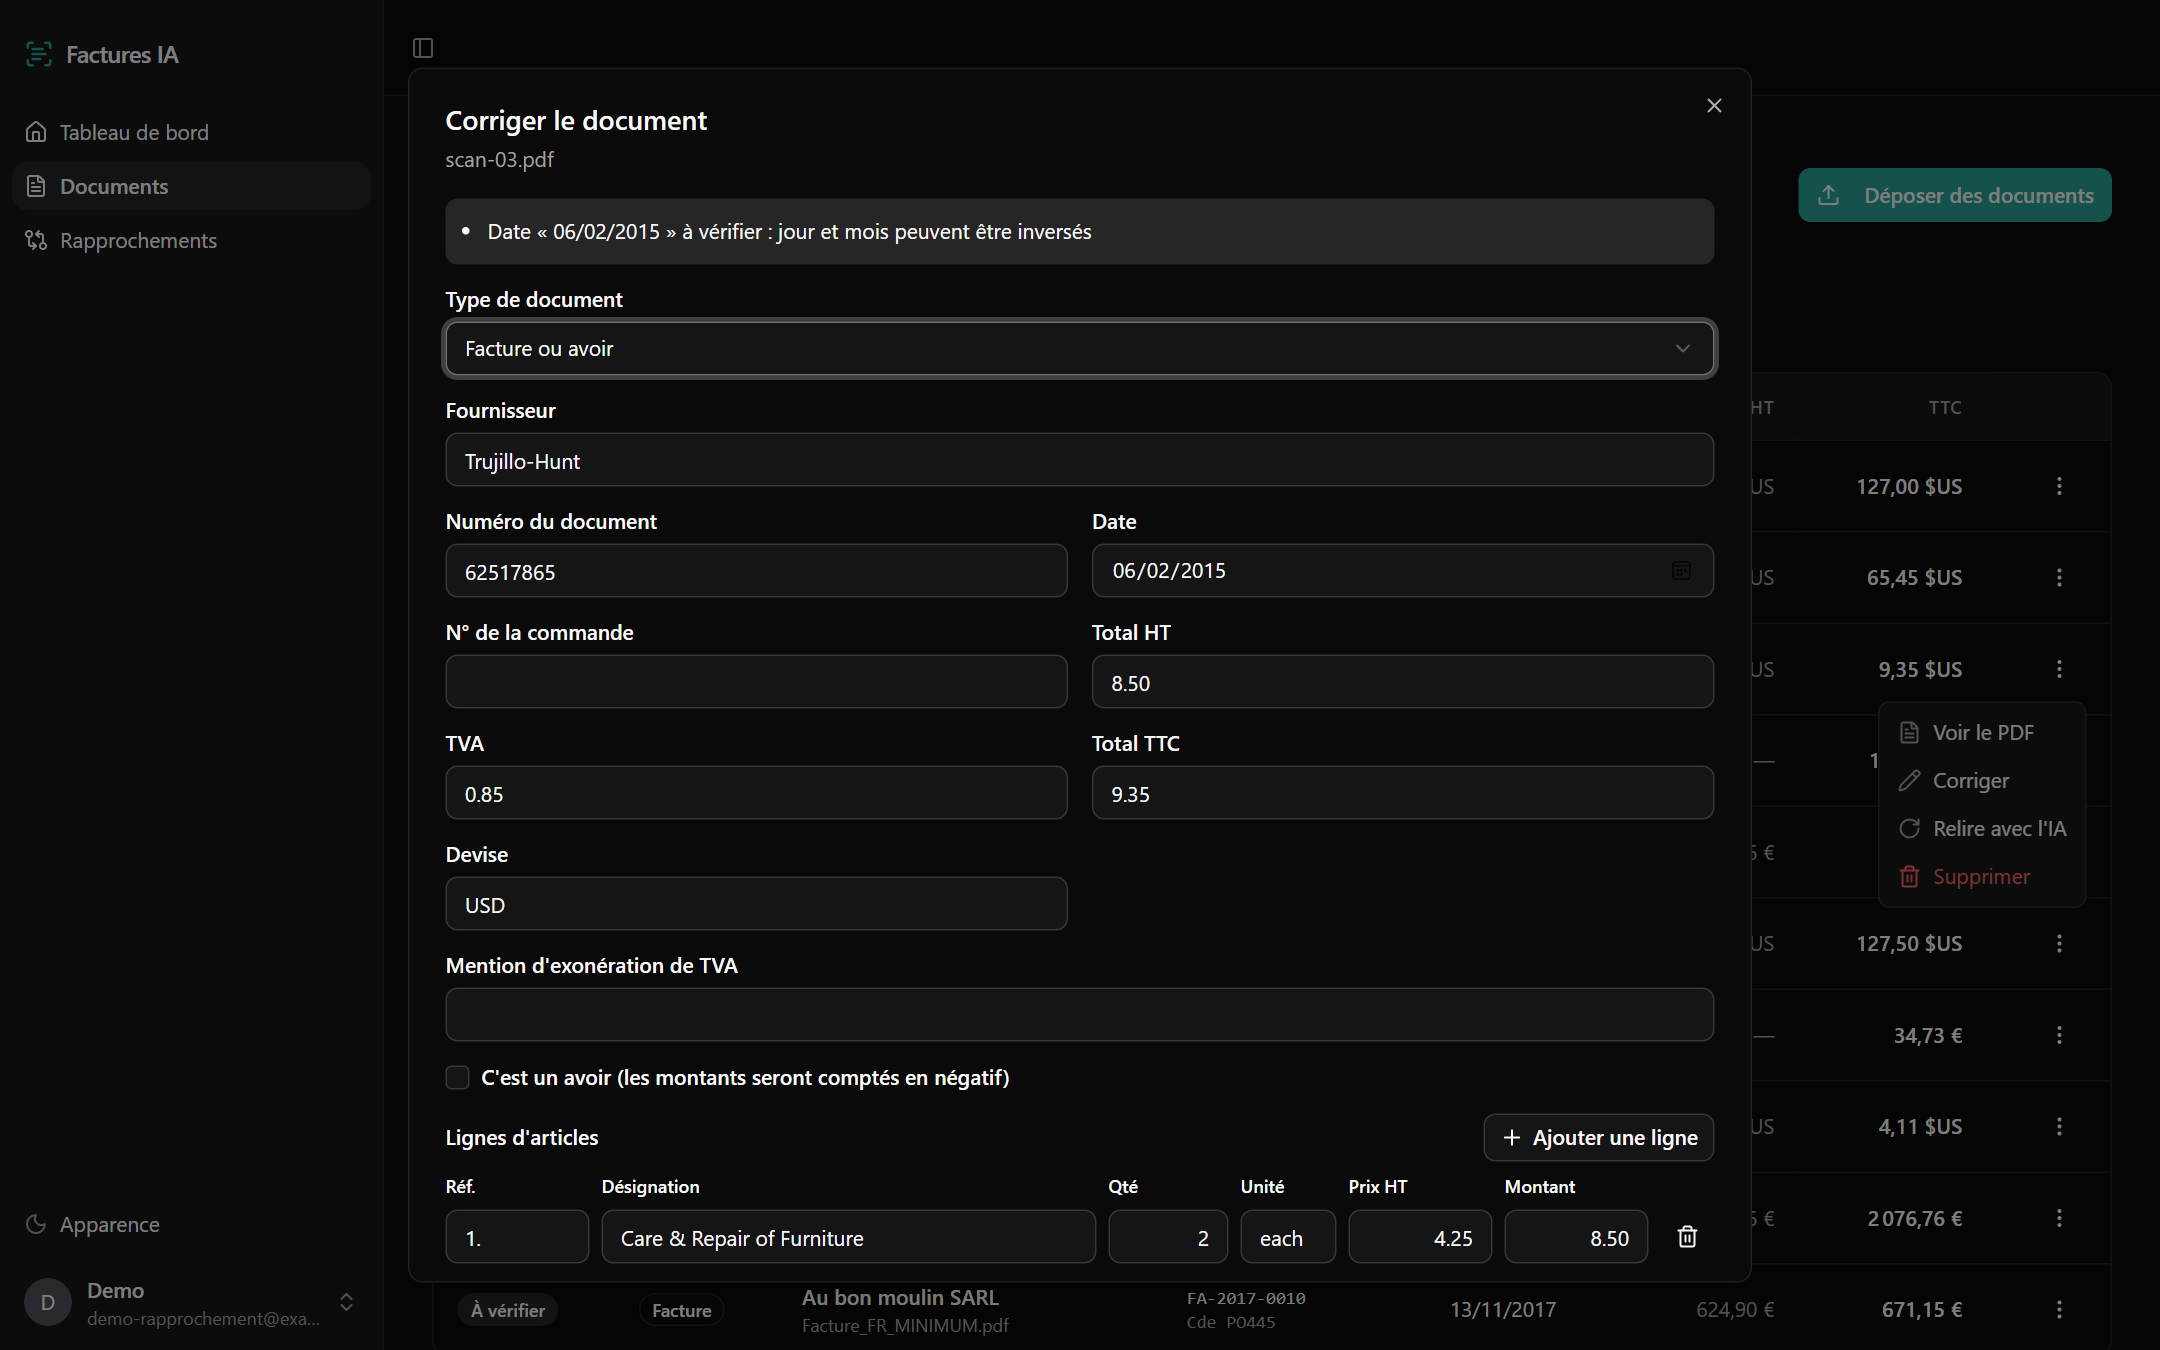 Factures IA
Tableau de bord
Documents
Rapprochements
Apparence
D
Demo
demo-rapprochement@exa...
Déposer des documents
Corriger le document
scan-03.pdf
• Date « 06/02/2015 » à vérifier : jour et mois peuvent être inversés
Type de document
Facture ou avoir
Fournisseur
Trujillo-Hunt
Numéro du document
Date
62517865
06/02/2015
N° de la commande
Total HT
8.50
TVA
Total TTC
0.85
9.35
Devise
USD
Mention d'exonération de TVA
C'est un avoir (les montants seront comptés en négatif)
Lignes d'articles
Ajouter une ligne
Réf.
Désignation
Qté
Unité
Prix HT
Montant
1.
Care & Repair of Furniture
2
each
4.25
8.50
HT
TTC
US
127,00 $US
US
65,45 $US
US
9,35 $US
—
1
Voir le PDF
Corriger
Relire avec l'IA
Supprimer
€
US
127,50 $US
—
34,73 €
US
4,11 $US
€
2 076,76 €
À vérifier
Facture
Au bon moulin SARL
Facture_FR_MINIMUM.pdf
FA-2017-0010
Cde PO445
13/11/2017
624,90 €
671,15 €